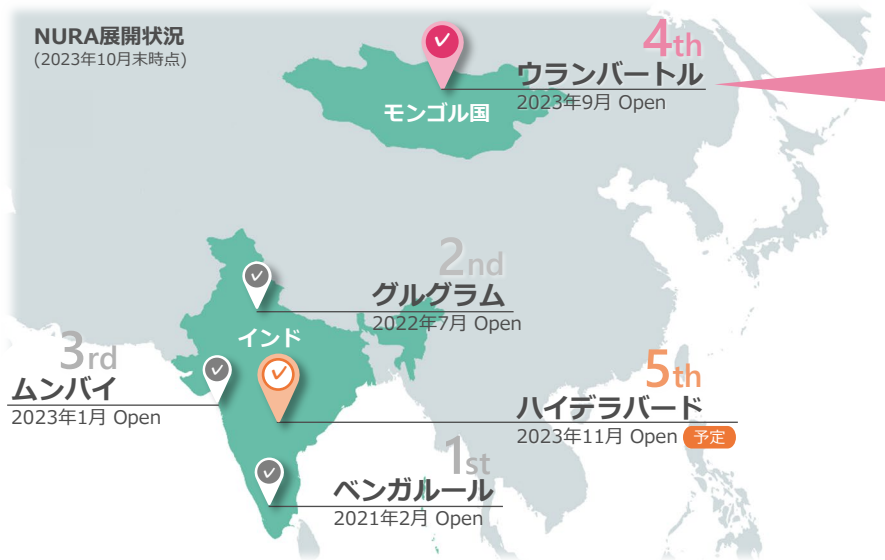 NURA展開状況
(2023年10月末時点)
4th
ウランバートル
2023年9月 Open
モンゴル国
2nd
グルグラム
2022年7月 Open
インド
3rd
ムンバイ
2023年1月 Open
5th
ハイデラバード
2023年11月 Open 予定
1st
ベンガルール
2021年2月 Open